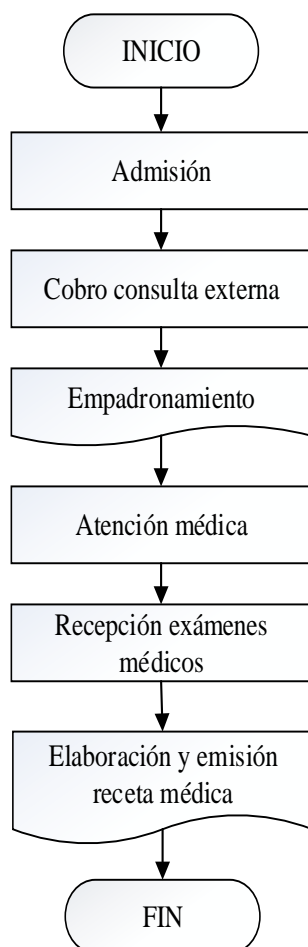 INICIO
Admisión
Cobro consulta externa
Empadronamiento
Atención médica
Recepción exámenes
médicos
Elaboración y emisión
receta médica
FIN